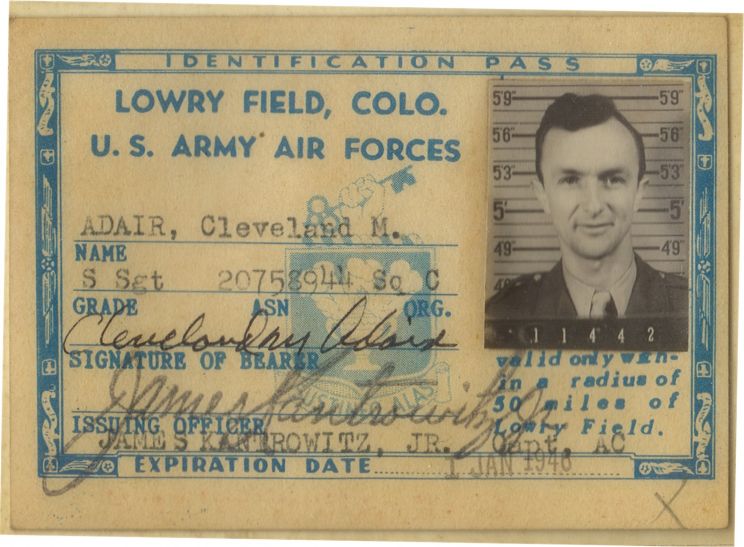 IDENTIFICATION PASS
LOWRY FIELD, COLO.
U. S. ARMY AIR FORCES
5'9" 5'9"
5'6" 5'6"
5'3" 5'3"
5' 5'
4'9" 4'9"
11442
ADAIR, Cleveland M.
NAME
S Sgt 20758944 Sq C
GRADE ASN ORG.
Cleveland M Adair
SIGNATURE OF BEARER
valid only with-
in a radius of
50 miles of
Lowry Field.
James Kantrowitz Jr.
ISSUING OFFICER
JAMES KANTROWITZ, JR. Capt, AC
EXPIRATION DATE 1 JAN 1946
X